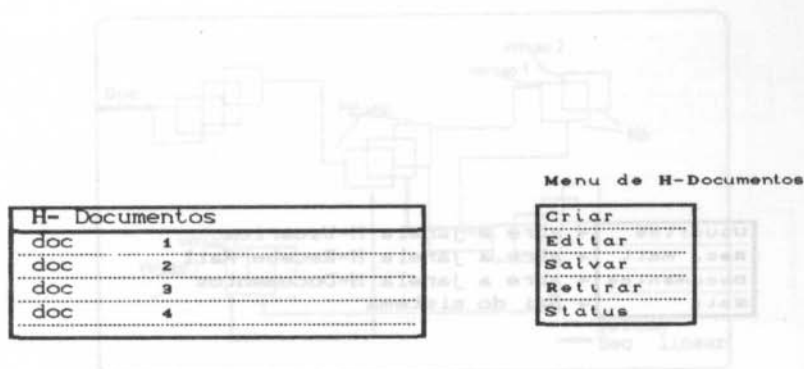 Menu de H-Documentos
H- Documentos
doc 1
doc 2
doc 3
doc 4
Criar
Editar
Salvar
Retirar
Status